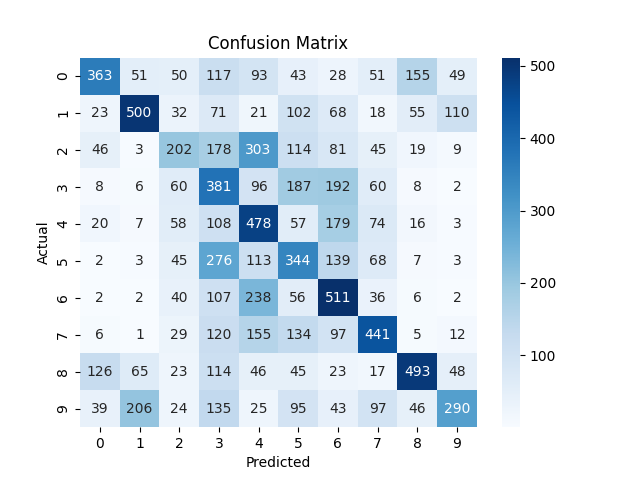 Confusion Matrix
0 363 51 50 117 93 43 28 51 155 49
1 23 500 32 71 21 102 68 18 55 110
2 46 3 202 178 303 114 81 45 19 9
3 8 6 60 381 96 187 192 60 8 2
4 20 7 58 108 478 57 179 74 16 3
5 2 3 45 276 113 344 139 68 7 3
6 2 2 40 107 238 56 511 36 6 2
7 6 1 29 120 155 134 97 441 5 12
8 126 65 23 114 46 45 23 17 493 48
9 39 206 24 135 25 95 43 97 46 290
0 1 2 3 4 5 6 7 8 9
Predicted
Actual
500
400
300
200
100